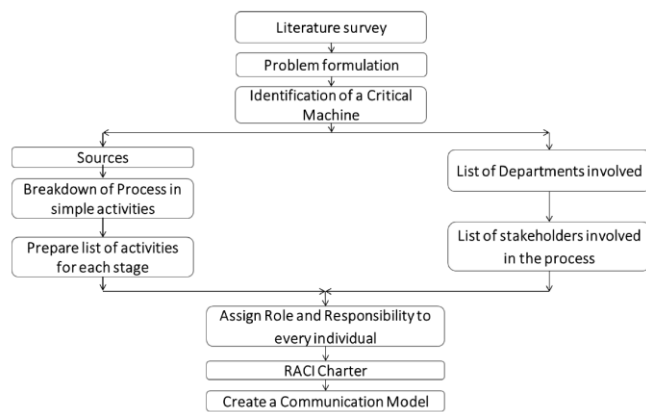 Literature survey
Problem formulation
Identification of a Critical
Machine
Sources
Breakdown of Process in
simple activities
Prepare list of activities
for each stage
List of Departments involved
List of stakeholders involved
in the process
Assign Role and Responsibility to
every individual
RACI Charter
Create a Communication Model